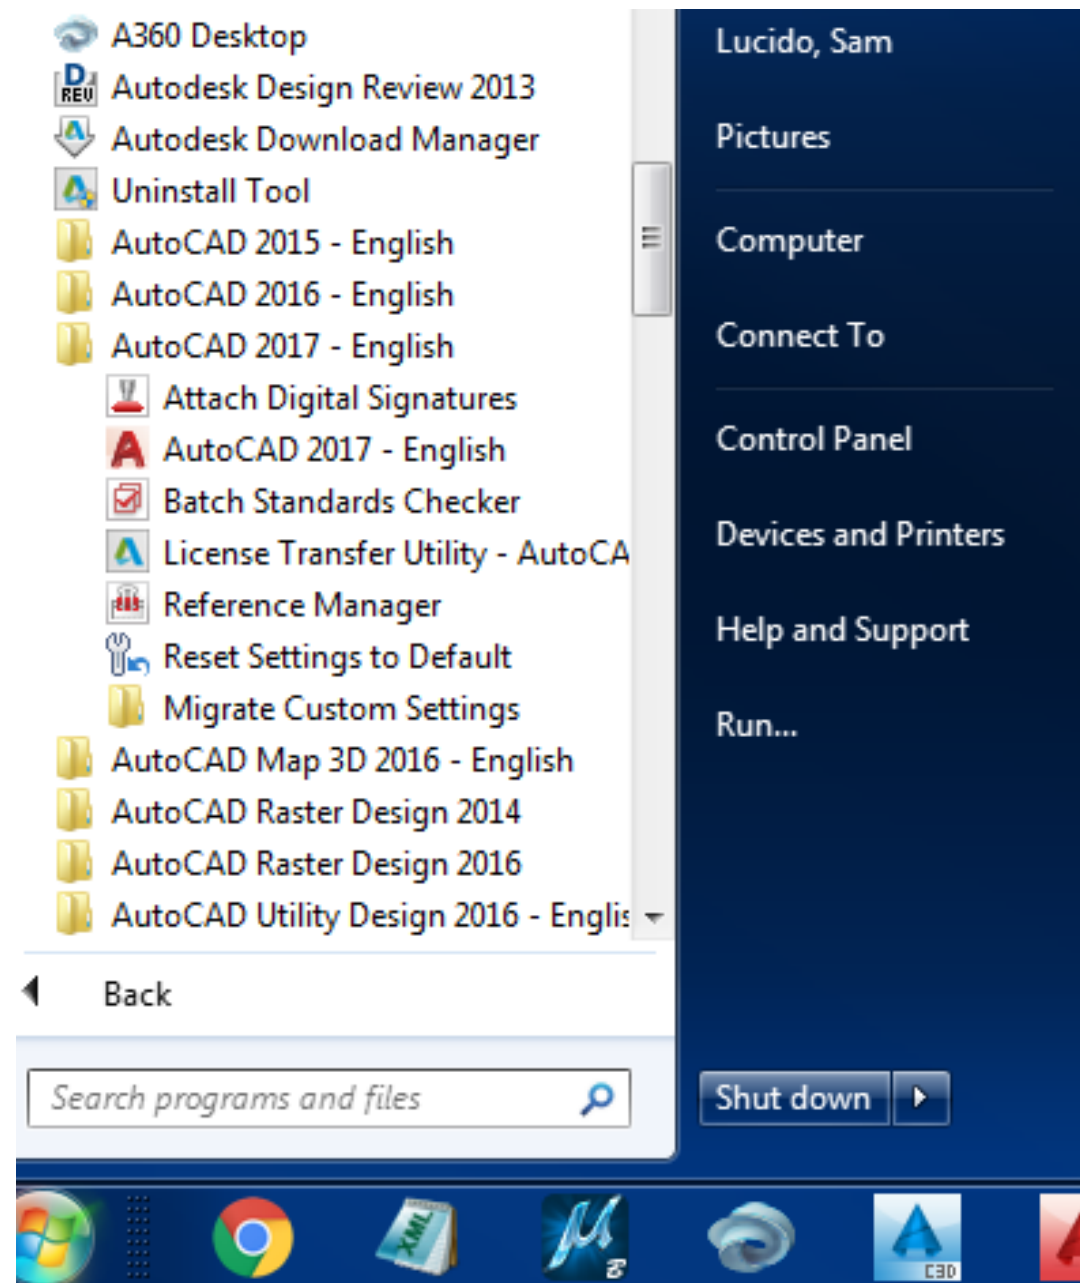 A360 Desktop
Autodesk Design Review 2013
Autodesk Download Manager
Uninstall Tool
AutoCAD 2015 - English
AutoCAD 2016 - English
AutoCAD 2017 - English
Attach Digital Signatures
AutoCAD 2017 - English
Batch Standards Checker
License Transfer Utility - AutoCA
Reference Manager
Reset Settings to Default
Migrate Custom Settings
AutoCAD Map 3D 2016 - English
AutoCAD Raster Design 2014
AutoCAD Raster Design 2016
AutoCAD Utility Design 2016 - Englis
Back
Search programs and files
Lucido, Sam
Pictures
Computer
Connect To
Control Panel
Devices and Printers
Help and Support
Run...
Shut down
D
REV
XML
µ
C3D